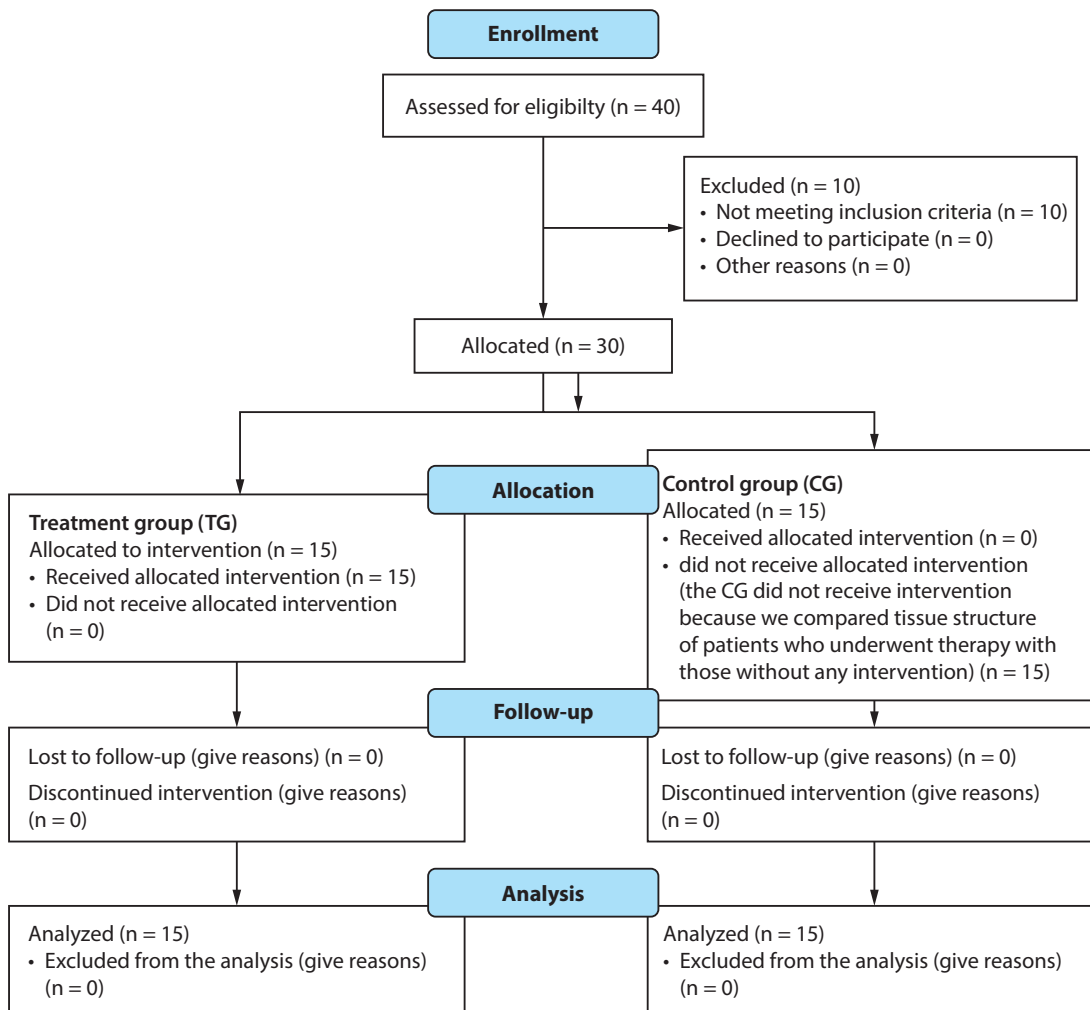 Enrollment
Assessed for eligibilty (n = 40)
Excluded (n = 10)
• Not meeting inclusion criteria (n = 10)
• Declined to participate (n = 0)
• Other reasons (n = 0)
Allocated (n = 30)
Allocation
Treatment group (TG)
Allocated to intervention (n = 15)
• Received allocated intervention (n = 15)
• Did not receive allocated intervention
(n = 0)
Control group (CG)
Allocated (n = 15)
• Received allocated intervention (n = 0)
• did not receive allocated intervention
(the CG did not receive intervention
because we compared tissue structure
of patients who underwent therapy with
those without any intervention) (n = 15)
Follow-up
Lost to follow-up (give reasons) (n = 0)
Discontinued intervention (give reasons)
(n = 0)
Lost to follow-up (give reasons) (n = 0)
Discontinued intervention (give reasons)
(n = 0)
Analysis
Analyzed (n = 15)
• Excluded from the analysis (give reasons)
(n = 0)
Analyzed (n = 15)
• Excluded from the analysis (give reasons)
(n = 0)